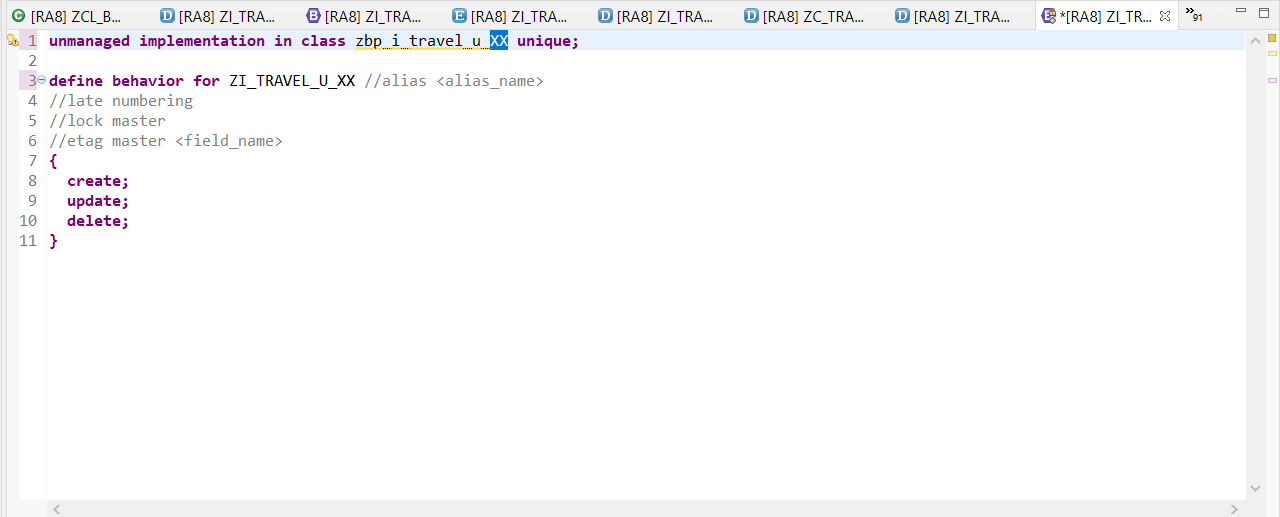 [RA8] ZCL_B... [RA8] ZI_TRA... [RA8] ZI_TRA... [RA8] ZI_TRA... [RA8] ZI_TRA... [RA8] ZC_TRA... [RA8] ZI_TRA... *[RA8] ZI_TR... 91
1 unmanaged implementation in class zbp_i_travel_u_XX unique;
2
3 define behavior for ZI_TRAVEL_U_XX //alias <alias_name>
4 //late numbering
5 //lock master
6 //etag master <field_name>
7 {
8 create;
9 update;
10 delete;
11 }